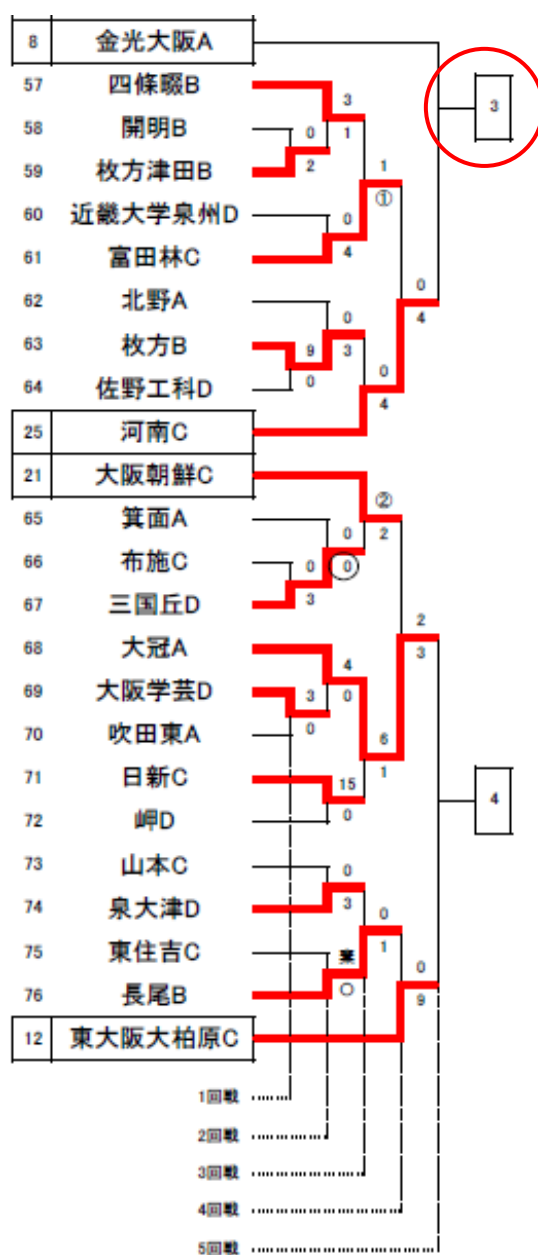 8 金光大阪A
3
57 四條畷B
3
58 開明B
0 1
59 枚方津田B
2
1
①
60 近畿大学泉州D
0
61 富田林C
4
0
4
62 北野A
0
63 枚方B
9 3
64 佐野工科D
0
0
4
25 河南C
21 大阪朝鮮C
②
2
65 箕面A
0
66 布施C
0 0
67 三国丘D
3
2
3
68 大冠A
4
69 大阪学芸D
3 0
70 吹田東A
0
6
1
71 日新C
15
72 岬D
0
4
73 山本C
0
74 泉大津D
3
0
1
75 東住吉C
棄
76 長尾B
○
0
9
12 東大阪大柏原C
1回戦
2回戦
3回戦
4回戦
5回戦